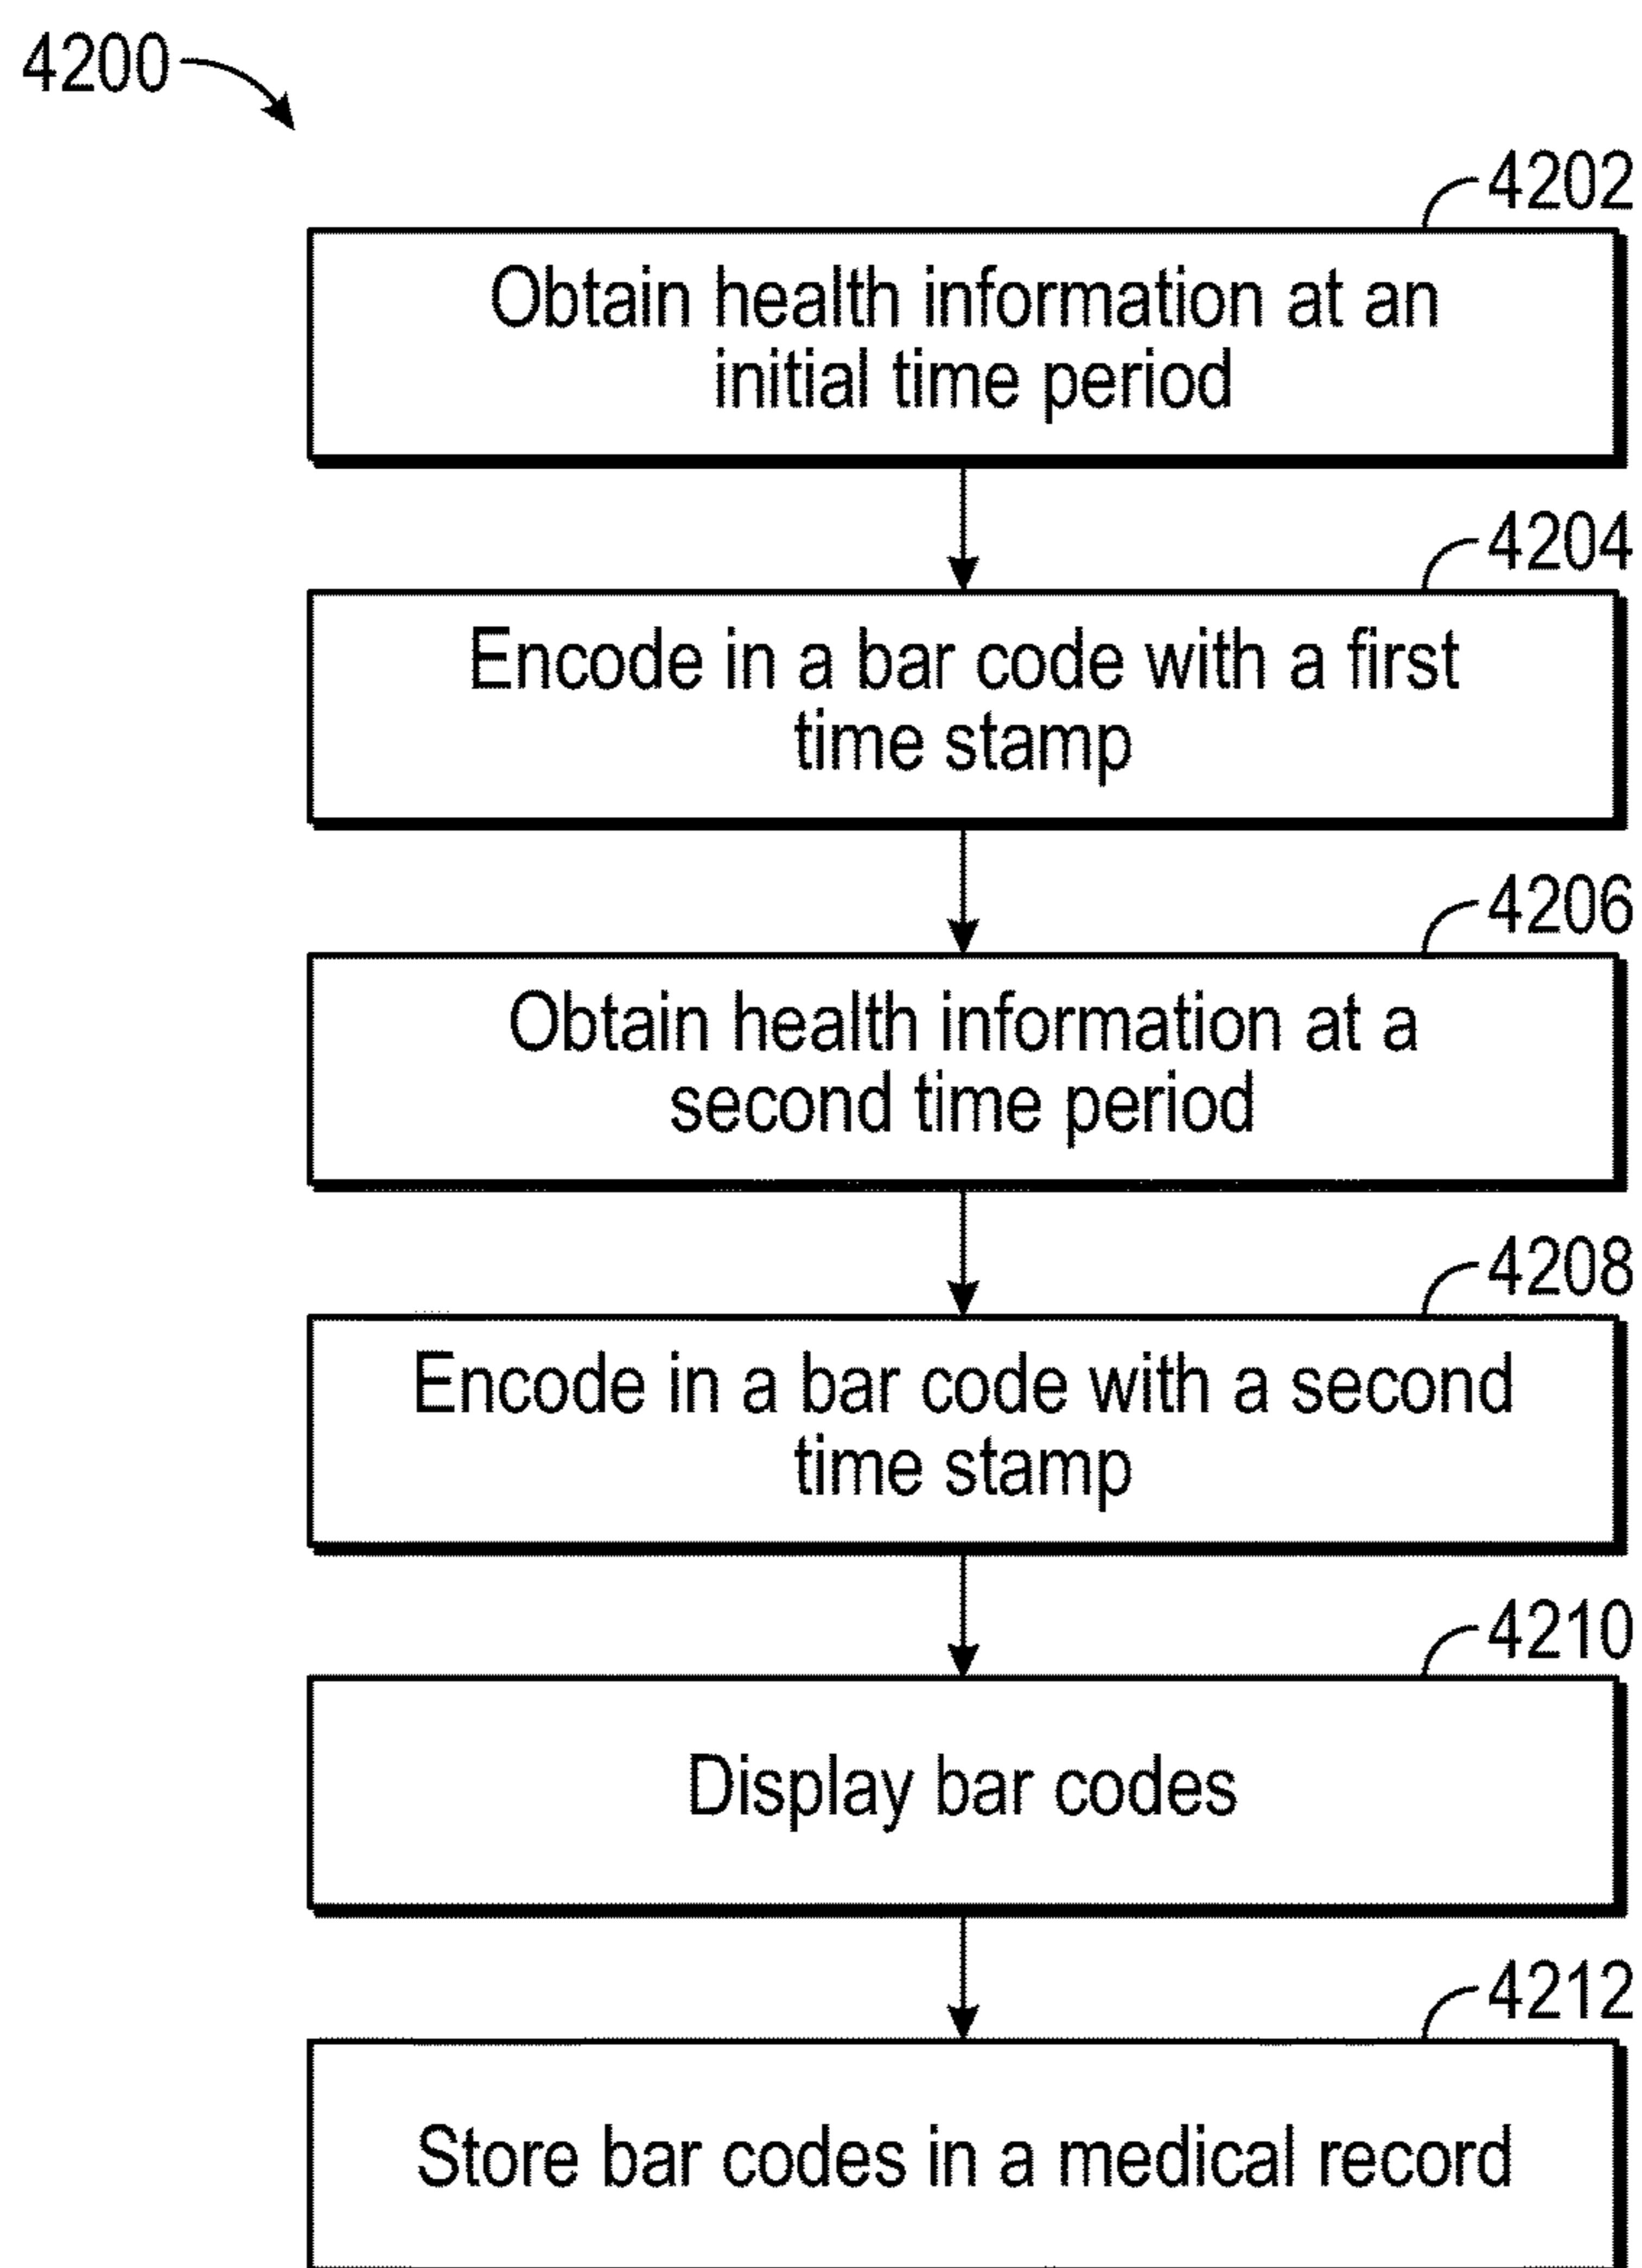 4200
4202
Obtain health information at an
initial time period
4204
Encode in a bar code with a first
time stamp
4206
Obtain health information at a
second time period
4208
Encode in a bar code with a second
time stamp
4210
Display bar codes
4212
Store bar codes in a medical record